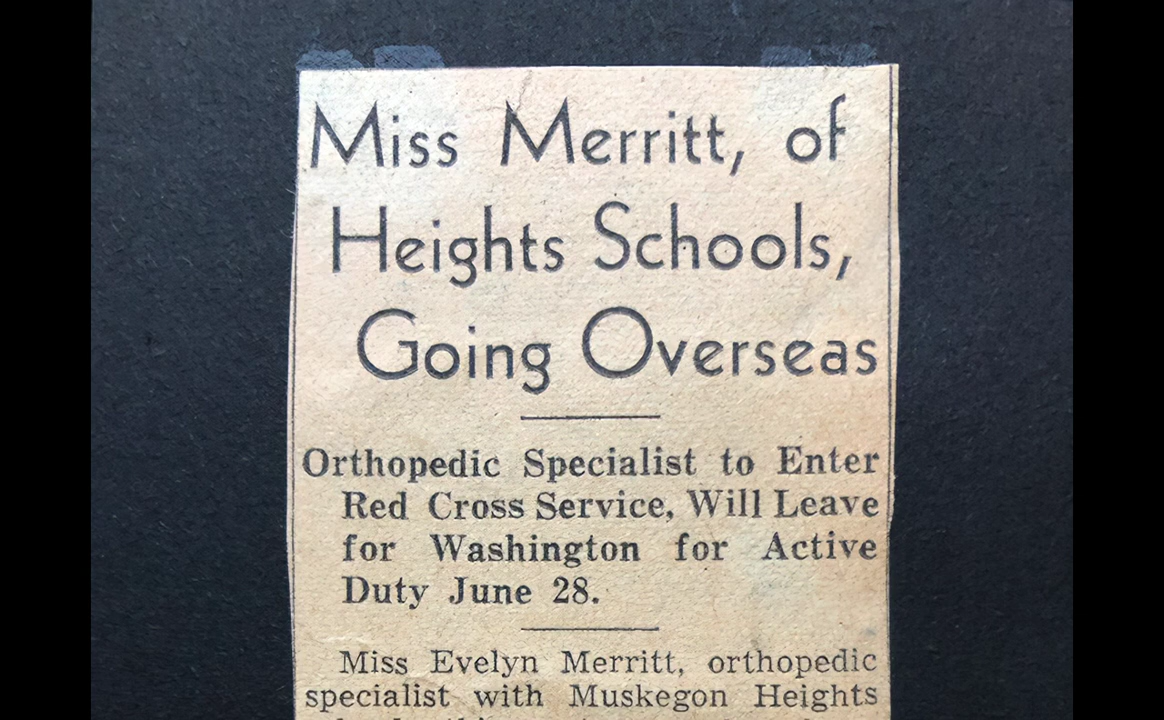 Miss Merritt, of
Heights Schools,
Going Overseas
Orthopedic Specialist to Enter
Red Cross Service, Will Leave
for Washington for Active
Duty June 28.
Miss Evelyn Merritt, orthopedic
specialist with Muskegon Heights